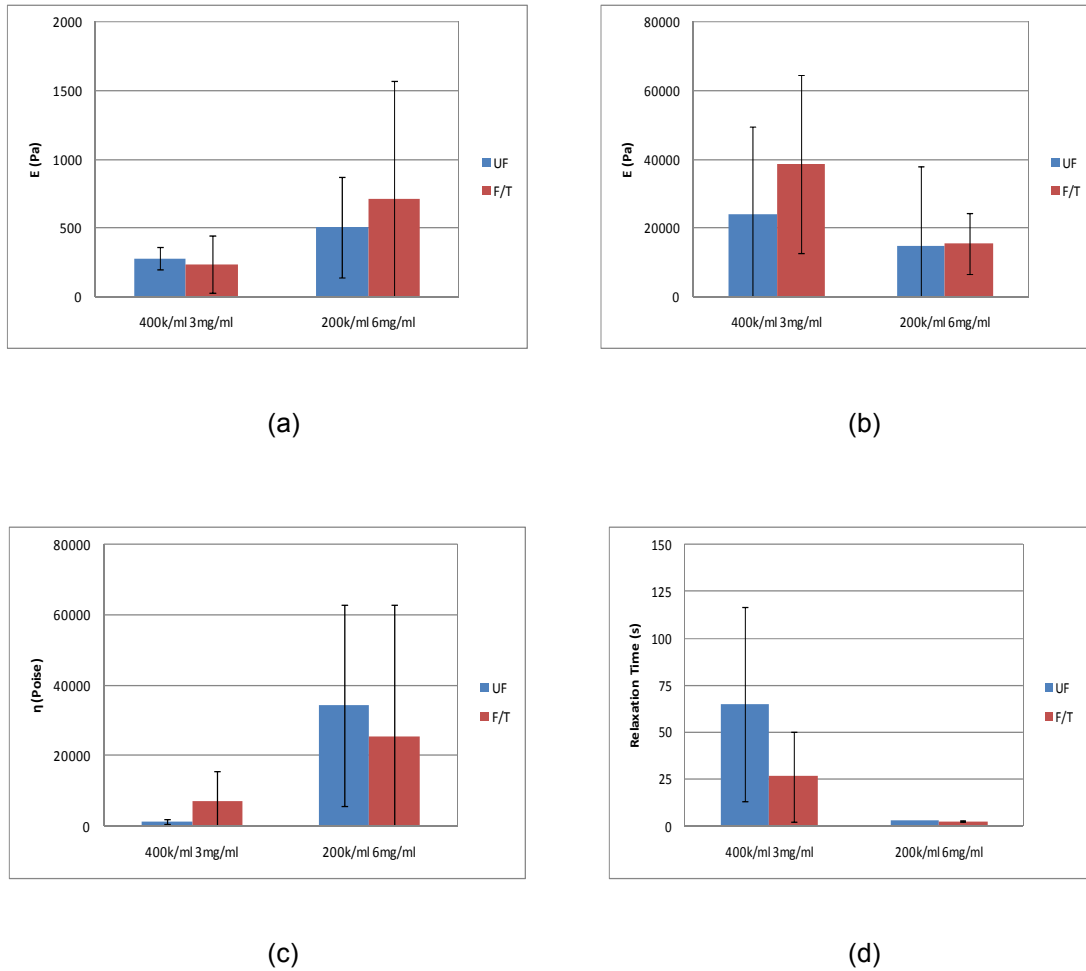 2000
1500
1000
500
0
E (Pa)
400k/ml 3mg/ml
200k/ml 6mg/ml
UF
F/T
(a)
80000
60000
40000
20000
0
E (Pa)
400k/ml 3mg/ml
200k/ml 6mg/ml
UF
F/T
(b)
80000
60000
40000
20000
0
η (Poise)
400k/ml 3mg/ml
200k/ml 6mg/ml
UF
F/T
(c)
150
125
100
75
50
25
0
Relaxation Time (s)
400k/ml 3mg/ml
200k/ml 6mg/ml
UF
F/T
(d)